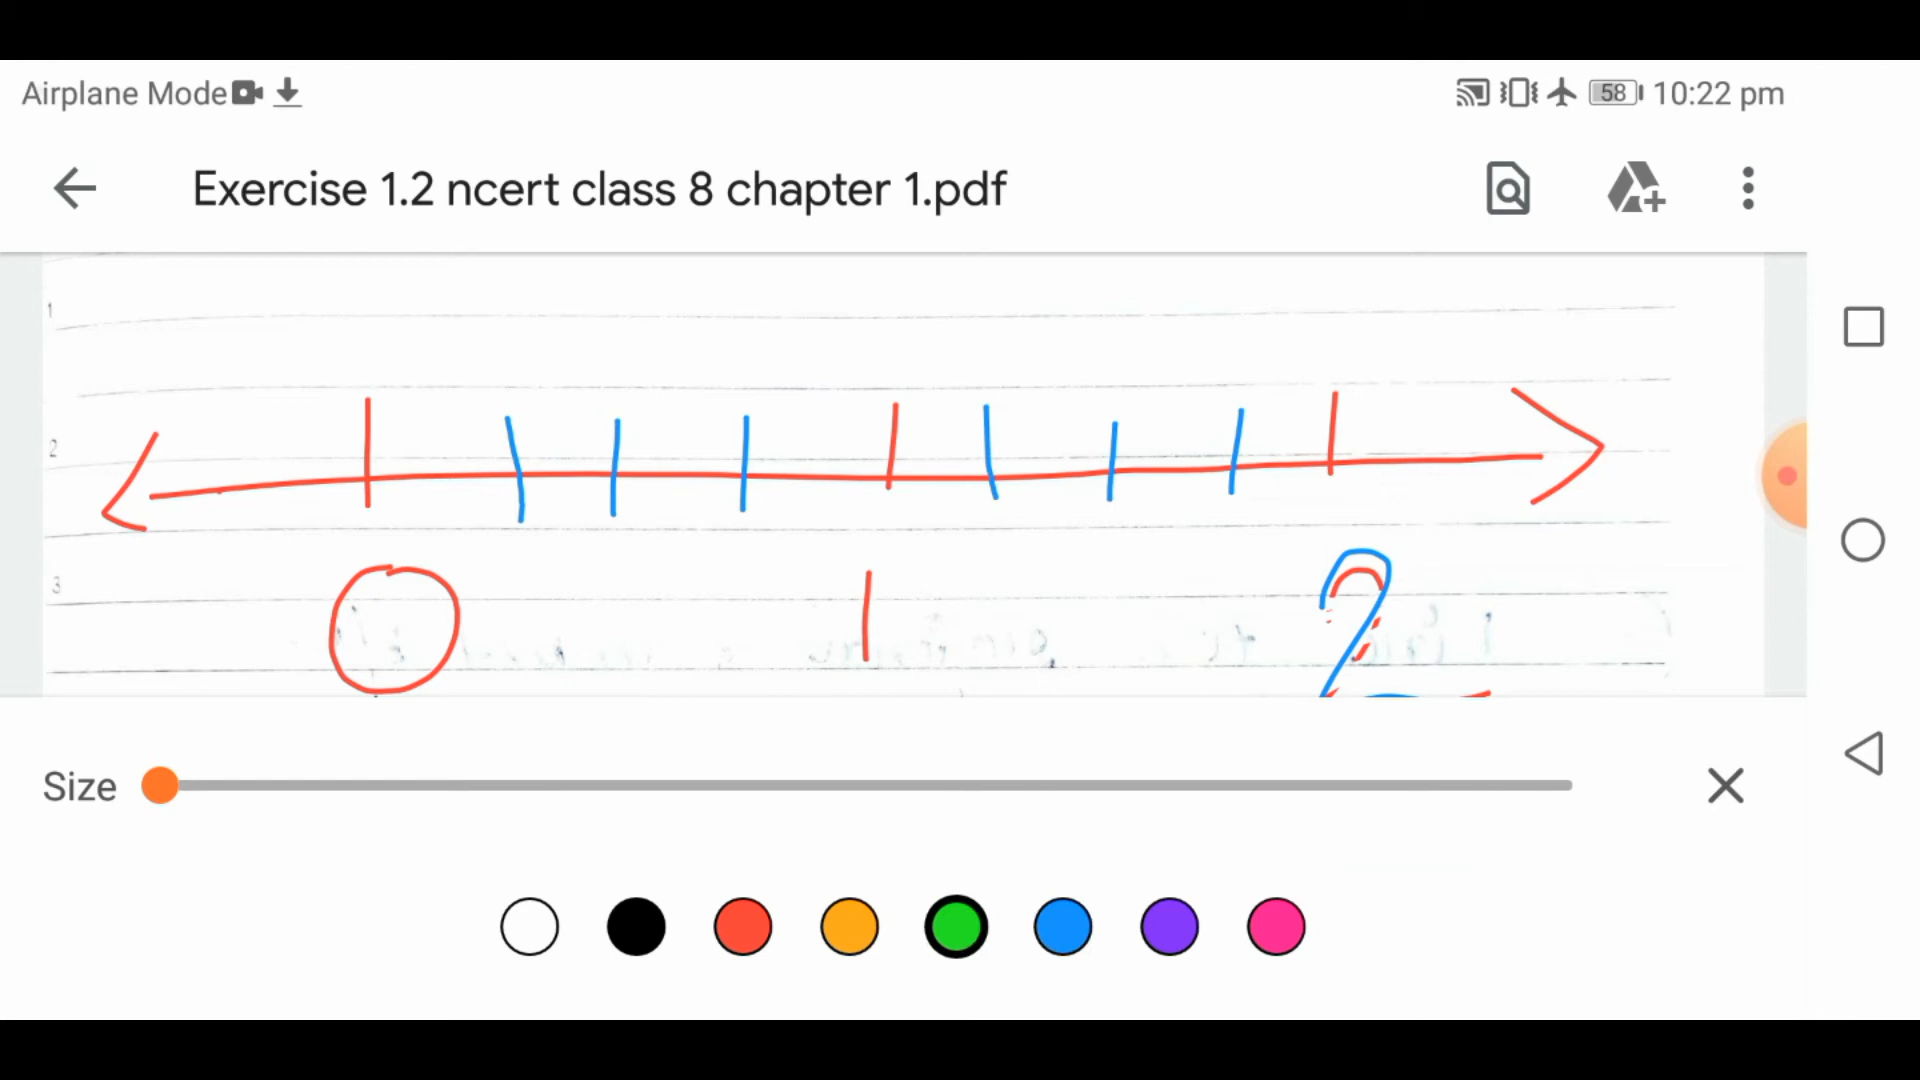 Airplane Mode 58 10:22 pm
Exercise 1.2 ncert class 8 chapter 1.pdf
1
2
3
0 1 2
Size